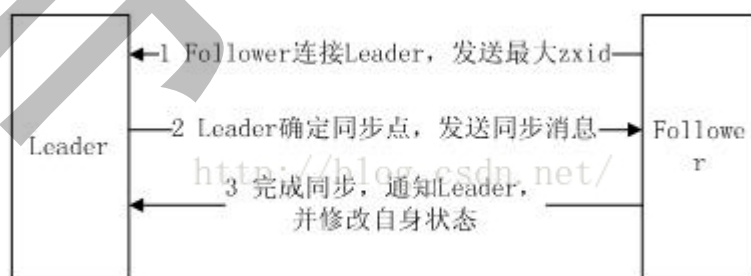 1 Follower连接Leader，发送最大zxid
2 Leader确定同步点，发送同步消息
Leader
Followe
r
http://blog.csdn.net/
3 完成同步，通知Leader，
并修改自身状态